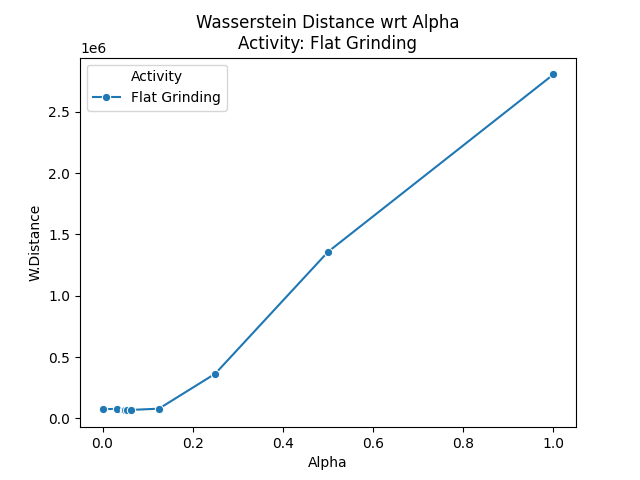 Wasserstein Distance wrt Alpha
Activity: Flat Grinding
1e6
Activity
Flat Grinding
2.5
2.0
1.5
1.0
0.5
0.0
W.Distance
0.0 0.2 0.4 0.6 0.8 1.0
Alpha